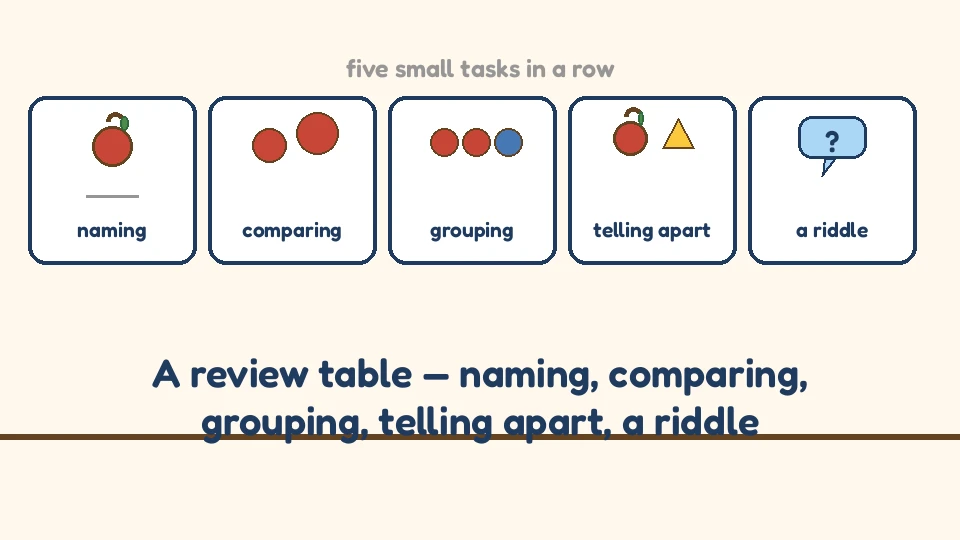 five small tasks in a row
?
naming
comparing
grouping
telling apart
a riddle
A review table — naming, comparing,
grouping, telling apart, a riddle